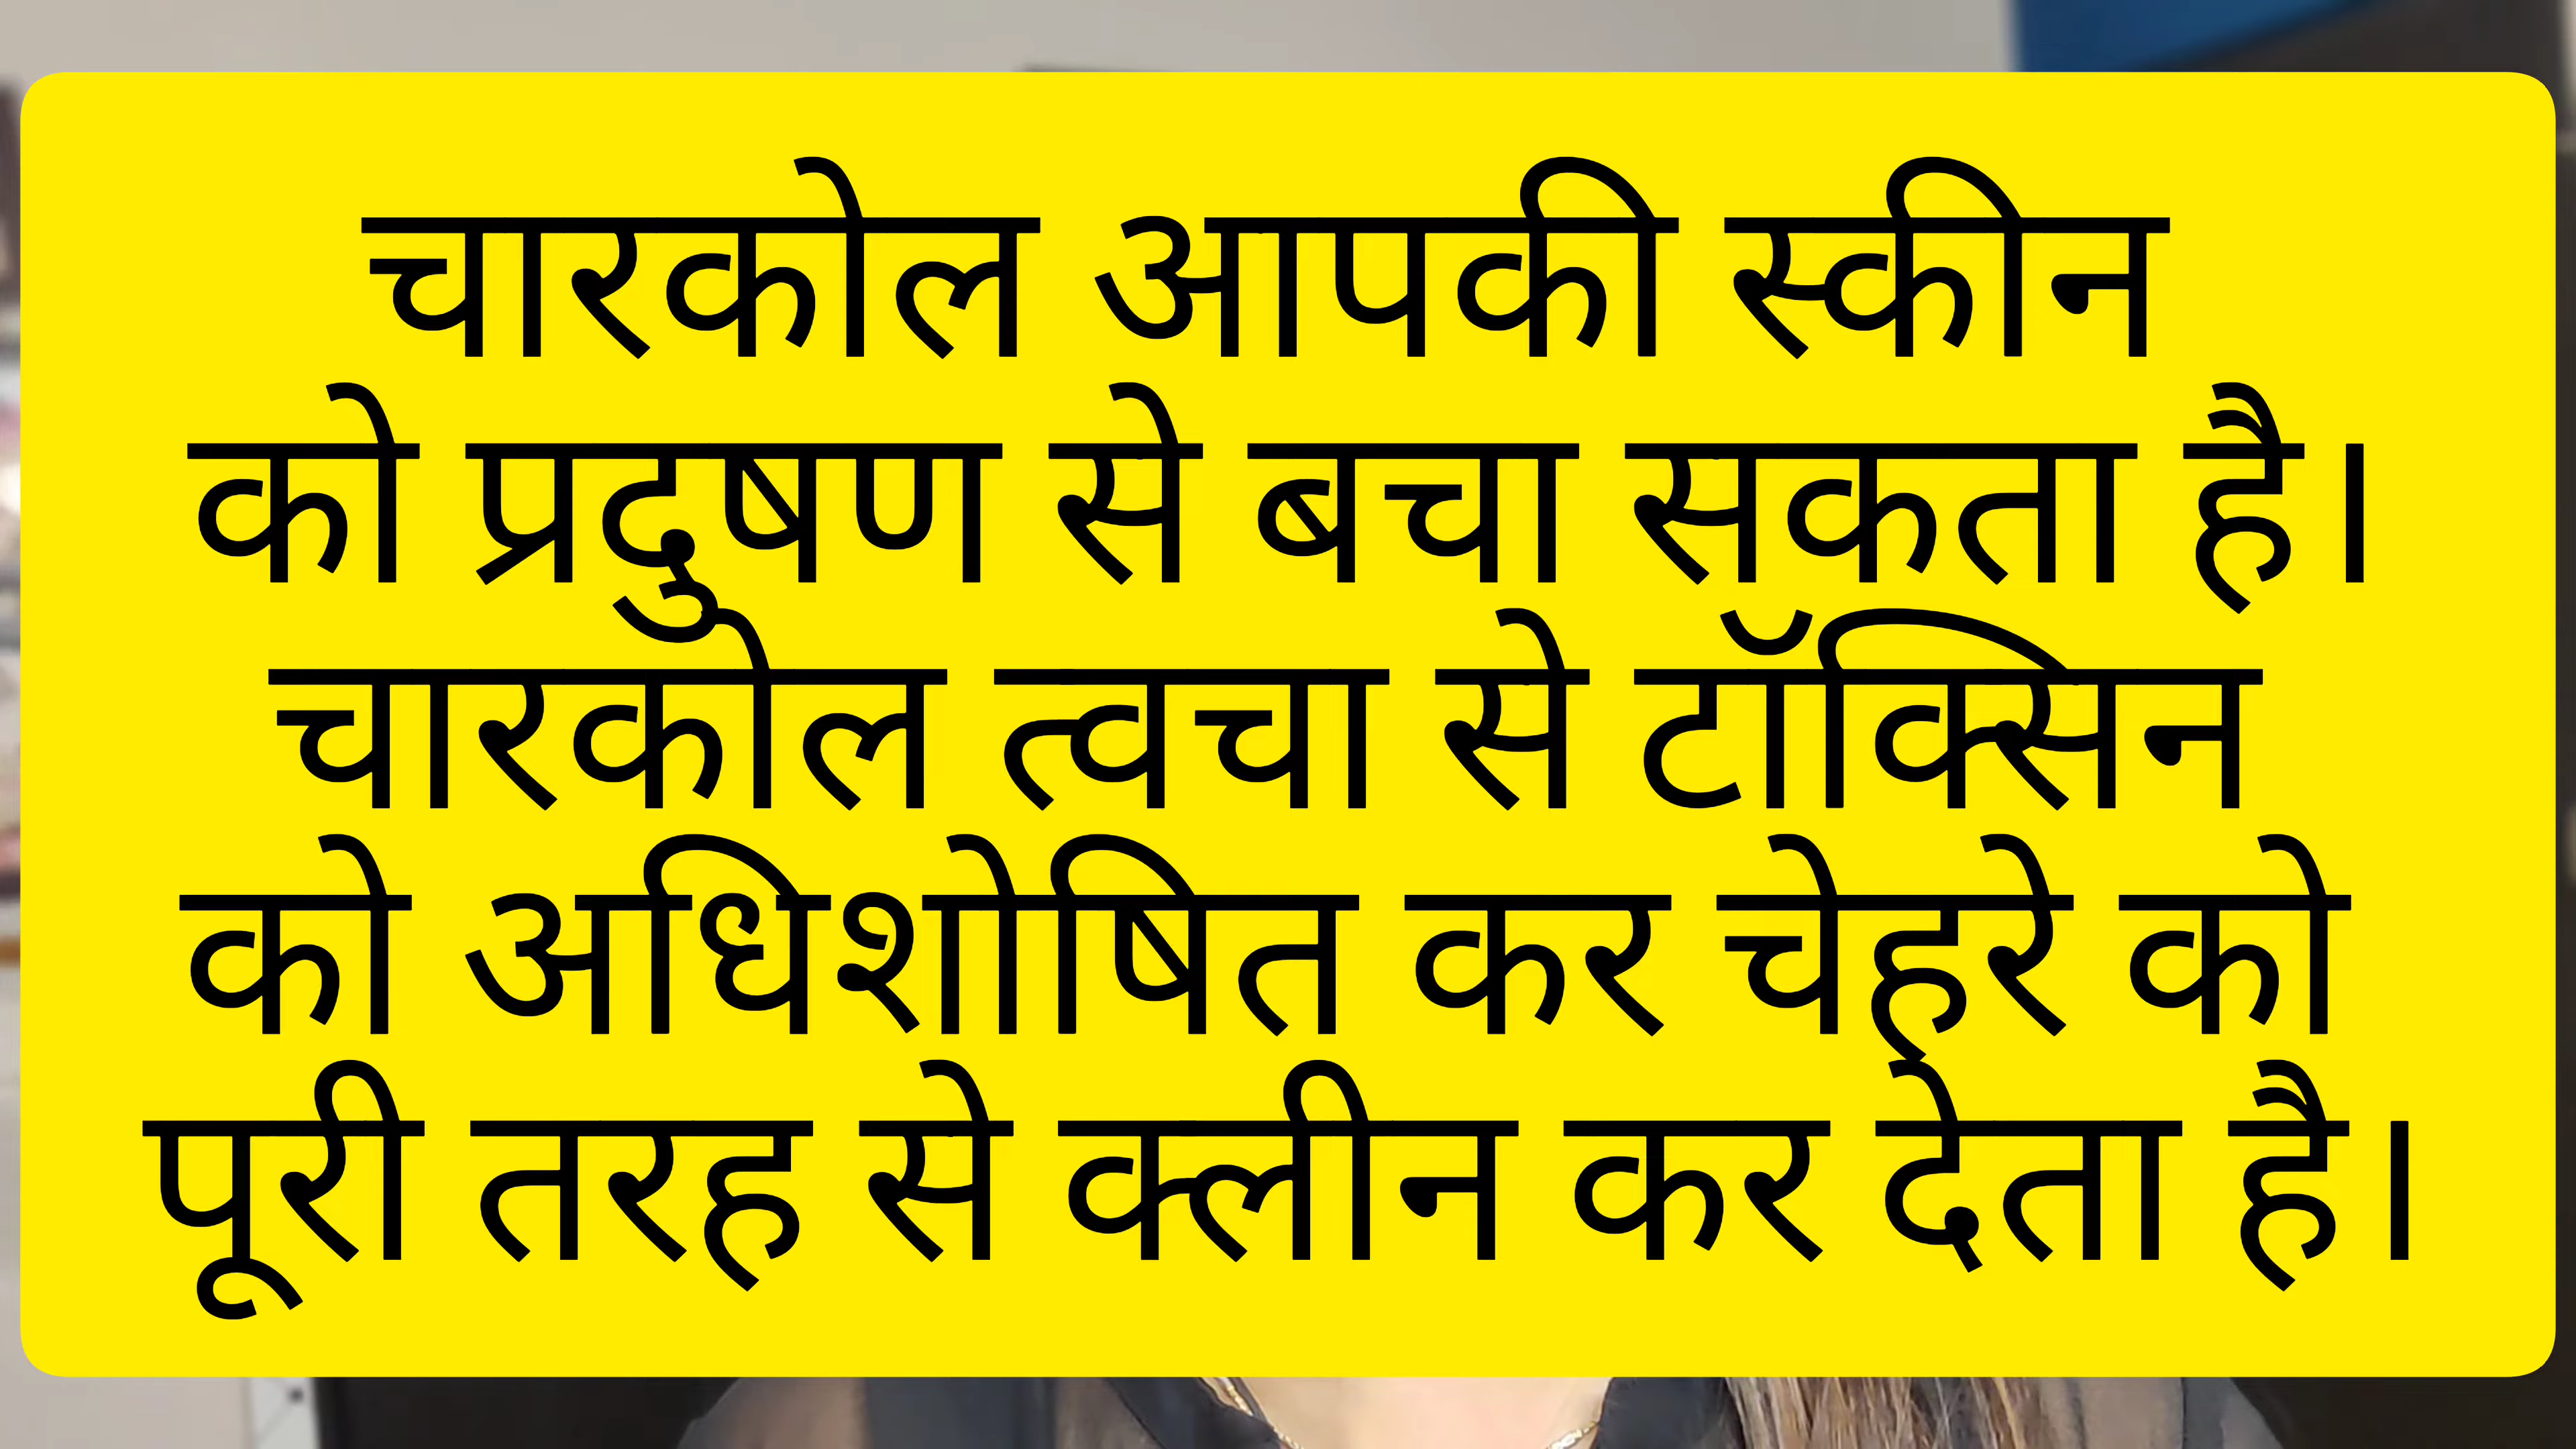 चारकोल आपकी स्कीन
को प्रदुषण से बचा सकता है।
चारकोल त्वचा से टॉक्सिन
को अधिशोषित कर चेहरे को
पूरी तरह से क्लीन कर देता है।